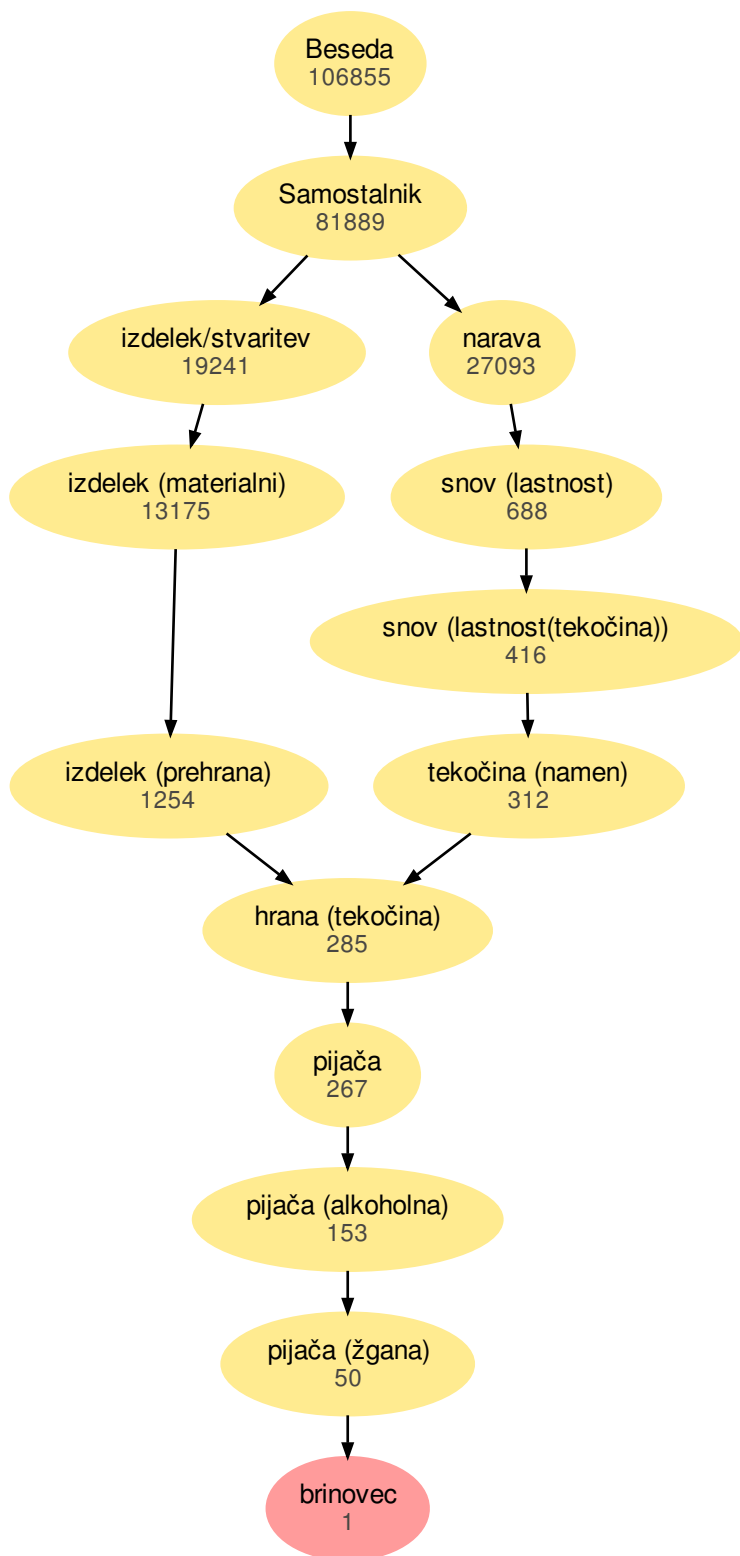 Beseda
106855
Samostalnik
81889
izdelek/stvaritev
19241
narava
27093
izdelek (materialni)
13175
snov (lastnost)
688
snov (lastnost(tekočina))
416
izdelek (prehrana)
1254
tekočina (namen)
312
hrana (tekočina)
285
pijača
267
pijača (alkoholna)
153
pijača (žgana)
50
brinovec
1